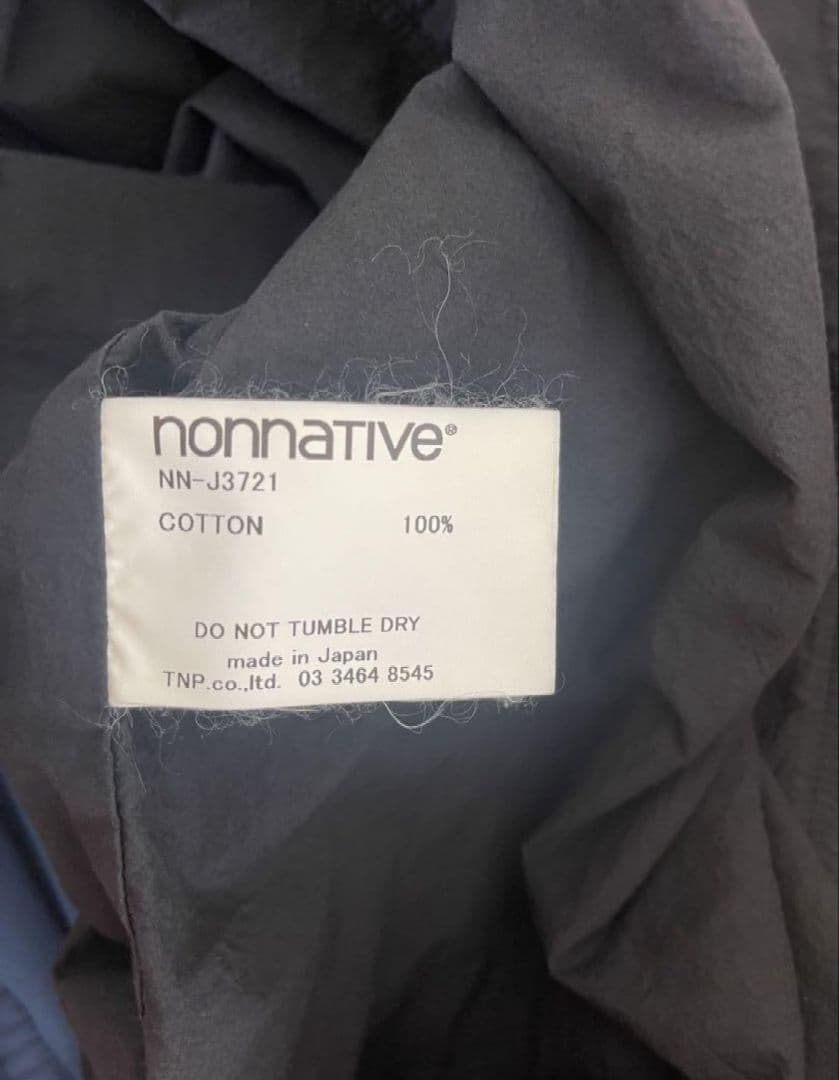 nonnative®
NN-J3721
COTTON 100%
DO NOT TUMBLE DRY
made in Japan
TNP.co.,ltd. 03 3464 8545